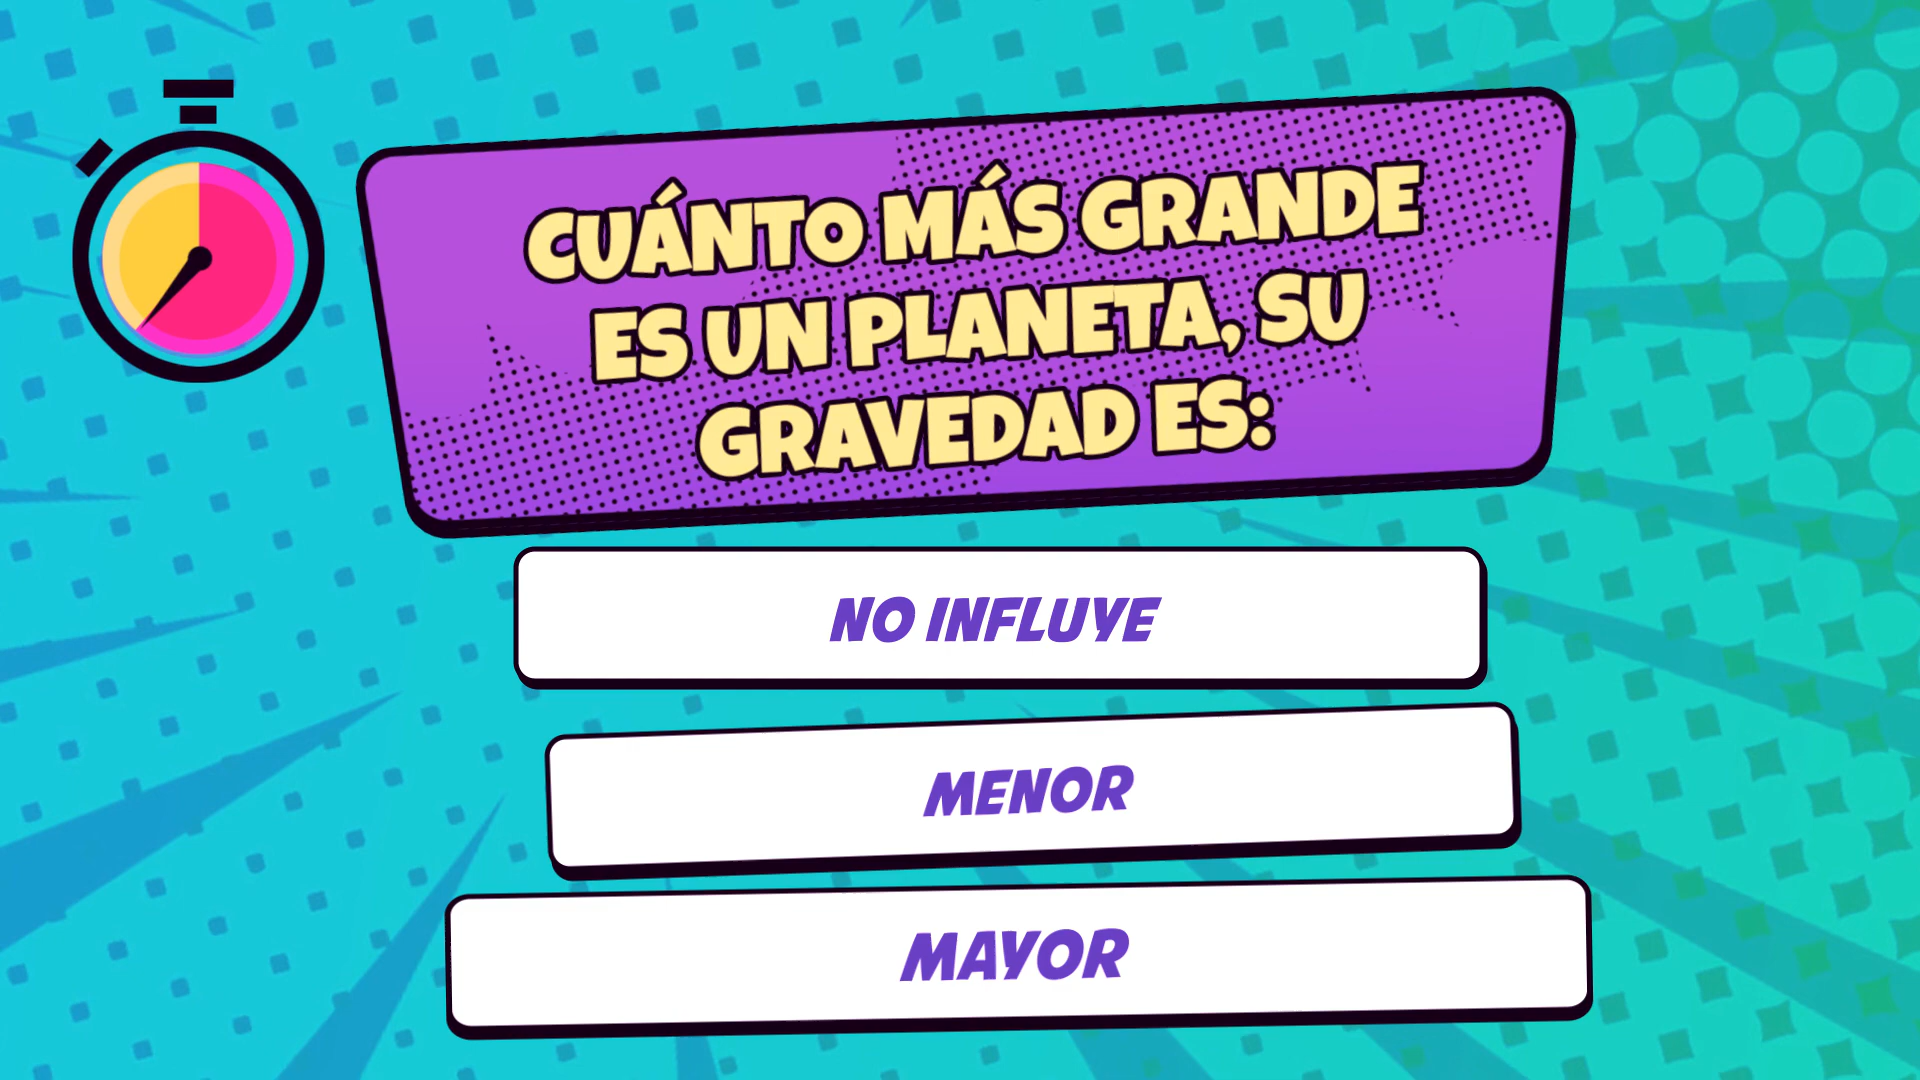 CUÁNTO MÁS GRANDE
ES UN PLANETA, SU
GRAVEDAD ES:
NO INFLUYE
MENOR
MAYOR